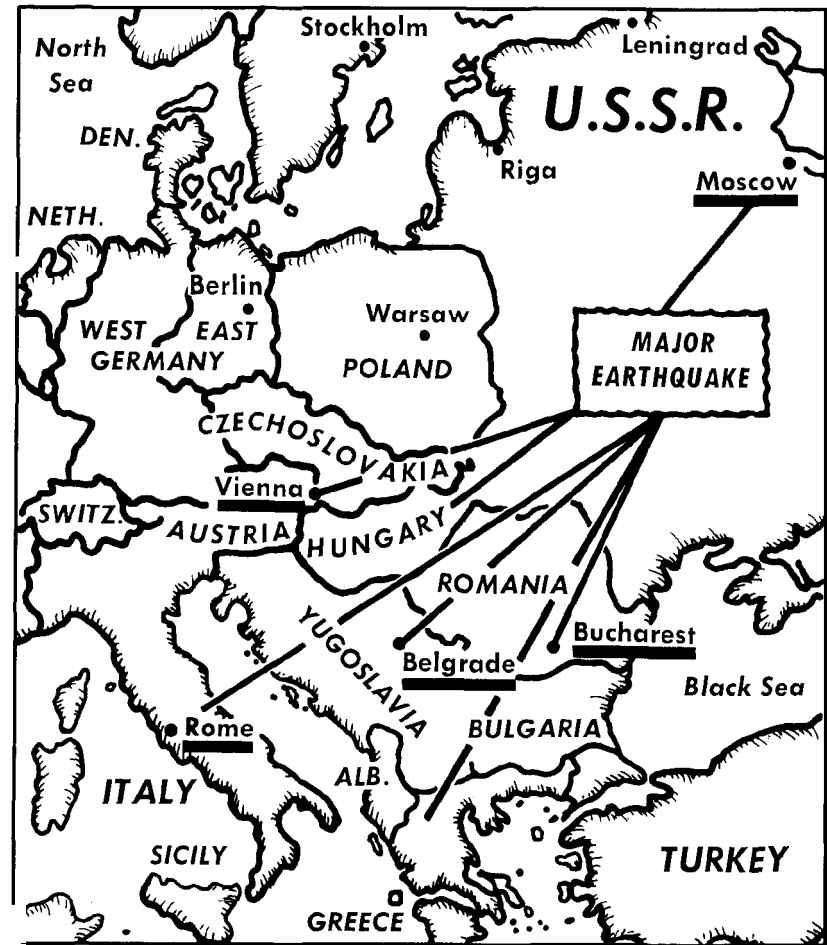 North
Sea
Stockholm
Leningrad
U.S.S.R.
DEN.
Riga
Moscow
NETH.
Berlin
WEST EAST
GERMANY
Warsaw
POLAND
MAJOR
EARTHQUAKE
CZECHOSLOVAKIA
Vienna
SWITZ.
AUSTRIA
HUNGARY
ROMANIA
YUGOSLAVIA
Bucharest
Belgrade
Black Sea
Rome
BULGARIA
ITALY
ALB.
SICILY
TURKEY
GREECE